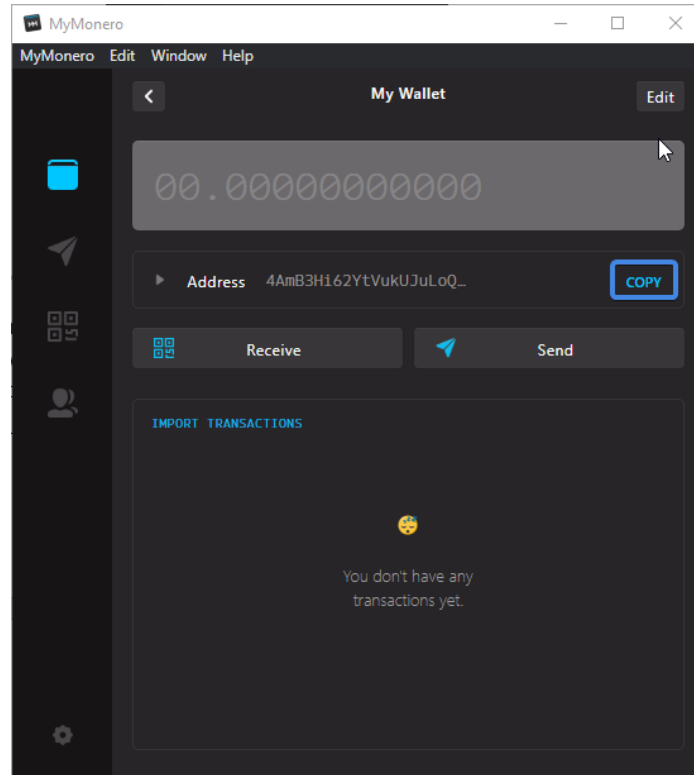 MyMonero
MyMonero Edit Window Help
My Wallet
Edit
00.00000000000
Address 4AmB3Hi62YtVukUJuLoQ…
COPY
Receive
Send
IMPORT TRANSACTIONS
You don't have any
transactions yet.